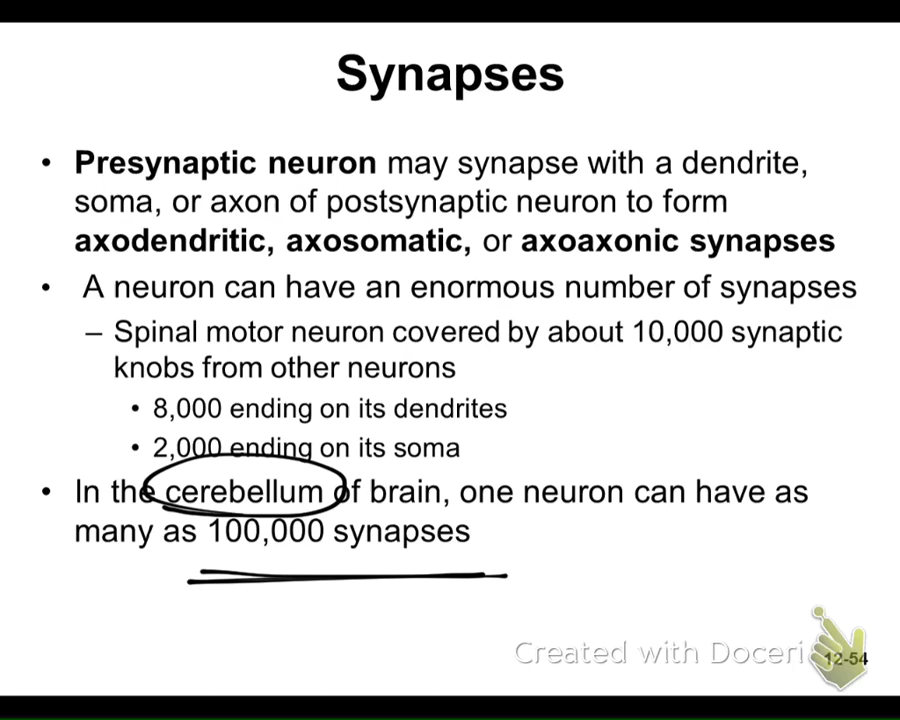 Synapses
• Presynaptic neuron may synapse with a dendrite,
soma, or axon of postsynaptic neuron to form
axodendritic, axosomatic, or axoaxonic synapses
• A neuron can have an enormous number of synapses
– Spinal motor neuron covered by about 10,000 synaptic
knobs from other neurons
• 8,000 ending on its dendrites
• 2,000 ending on its soma
• In the cerebellum of brain, one neuron can have as
many as 100,000 synapses
Created with Doceri
12-54